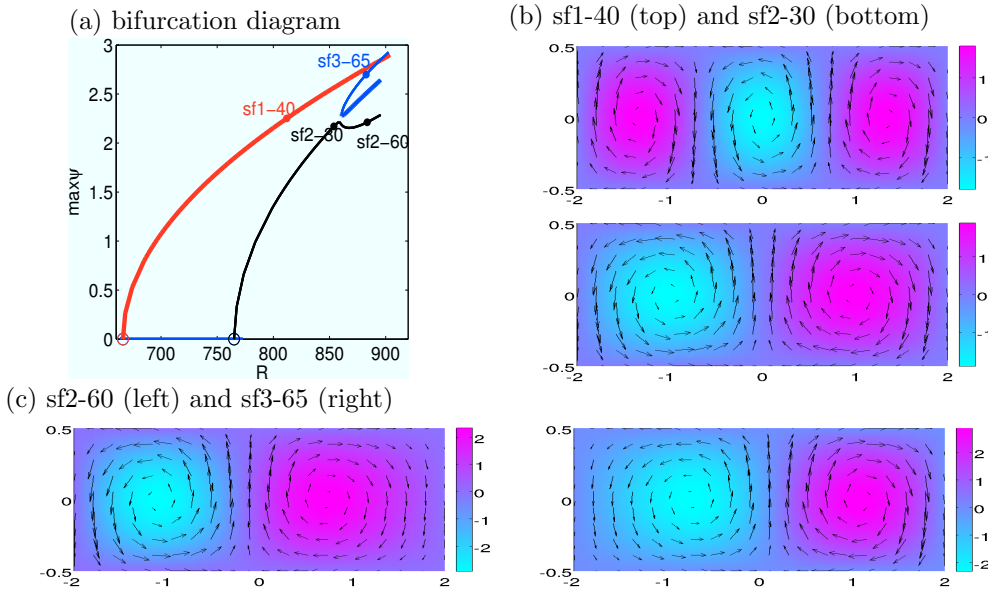 (a) bifurcation diagram
3
2.5
2
1.5
1
0.5
0
maxψ
700 750 800 850 900
R
sf3−65
sf1−40
sf2−30
sf2−60
(b) sf1-40 (top) and sf2-30 (bottom)
0.5
0
-0.5
-2 -1 0 1 2
1
0
-1
0.5
0
-0.5
-2 -1 0 1 2
1
0
-1
(c) sf2-60 (left) and sf3-65 (right)
0.5
0
-0.5
-2 -1 0 1 2
2
1
0
-1
-2
0.5
0
-0.5
-2 -1 0 1 2
2
1
0
-1
-2